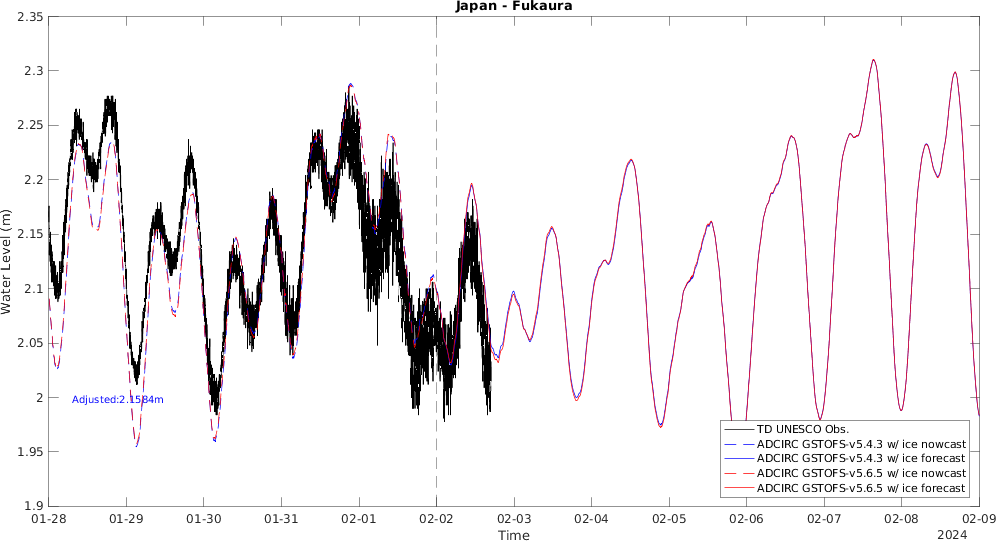 Japan - Fukaura
2.35
2.3
2.25
2.2
2.15
2.1
2.05
2
1.95
1.9
Water Level (m)
Adjusted:2.1584m
TD UNESCO Obs.
ADCIRC GSTOFS-v5.4.3 w/ ice nowcast
ADCIRC GSTOFS-v5.4.3 w/ ice forecast
ADCIRC GSTOFS-v5.6.5 w/ ice nowcast
ADCIRC GSTOFS-v5.6.5 w/ ice forecast
01-28 01-29 01-30 01-31 02-01 02-02 02-03 02-04 02-05 02-06 02-07 02-08 02-09
Time
2024